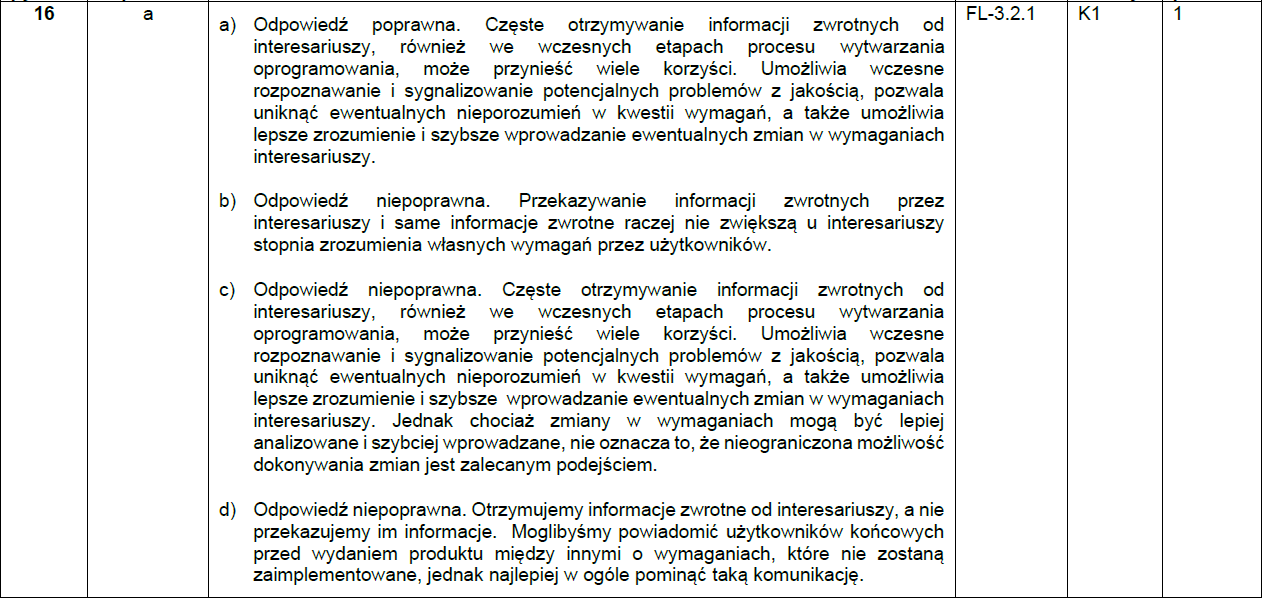 16 a a) Odpowiedź poprawna. Częste otrzymywanie informacji zwrotnych od FL-3.2.1 K1 1
interesariuszy, również we wczesnych etapach procesu wytwarzania
oprogramowania, może przynieść wiele korzyści. Umożliwia wczesne
rozpoznawanie i sygnalizowanie potencjalnych problemów z jakością, pozwala
uniknąć ewentualnych nieporozumień w kwestii wymagań, a także umożliwia
lepsze zrozumienie i szybsze wprowadzanie ewentualnych zmian w wymaganiach
interesariuszy.
b) Odpowiedź niepoprawna. Przekazywanie informacji zwrotnych przez
interesariuszy i same informacje zwrotne raczej nie zwiększą u interesariuszy
stopnia zrozumienia własnych wymagań przez użytkowników.
c) Odpowiedź niepoprawna. Częste otrzymywanie informacji zwrotnych od
interesariuszy, również we wczesnych etapach procesu wytwarzania
oprogramowania, może przynieść wiele korzyści. Umożliwia wczesne
rozpoznawanie i sygnalizowanie potencjalnych problemów z jakością, pozwala
uniknąć ewentualnych nieporozumień w kwestii wymagań, a także umożliwia
lepsze zrozumienie i szybsze wprowadzanie ewentualnych zmian w wymaganiach
interesariuszy. Jednak chociaż zmiany w wymaganiach mogą być lepiej
analizowane i szybciej wprowadzane, nie oznacza to, że nieograniczona możliwość
dokonywania zmian jest zalecanym podejściem.
d) Odpowiedź niepoprawna. Otrzymujemy informacje zwrotne od interesariuszy, a nie
przekazujemy im informacje. Moglibyśmy powiadomić użytkowników końcowych
przed wydaniem produktu między innymi o wymaganiach, które nie zostaną
zaimplementowane, jednak najlepiej w ogóle pominąć taką komunikację.